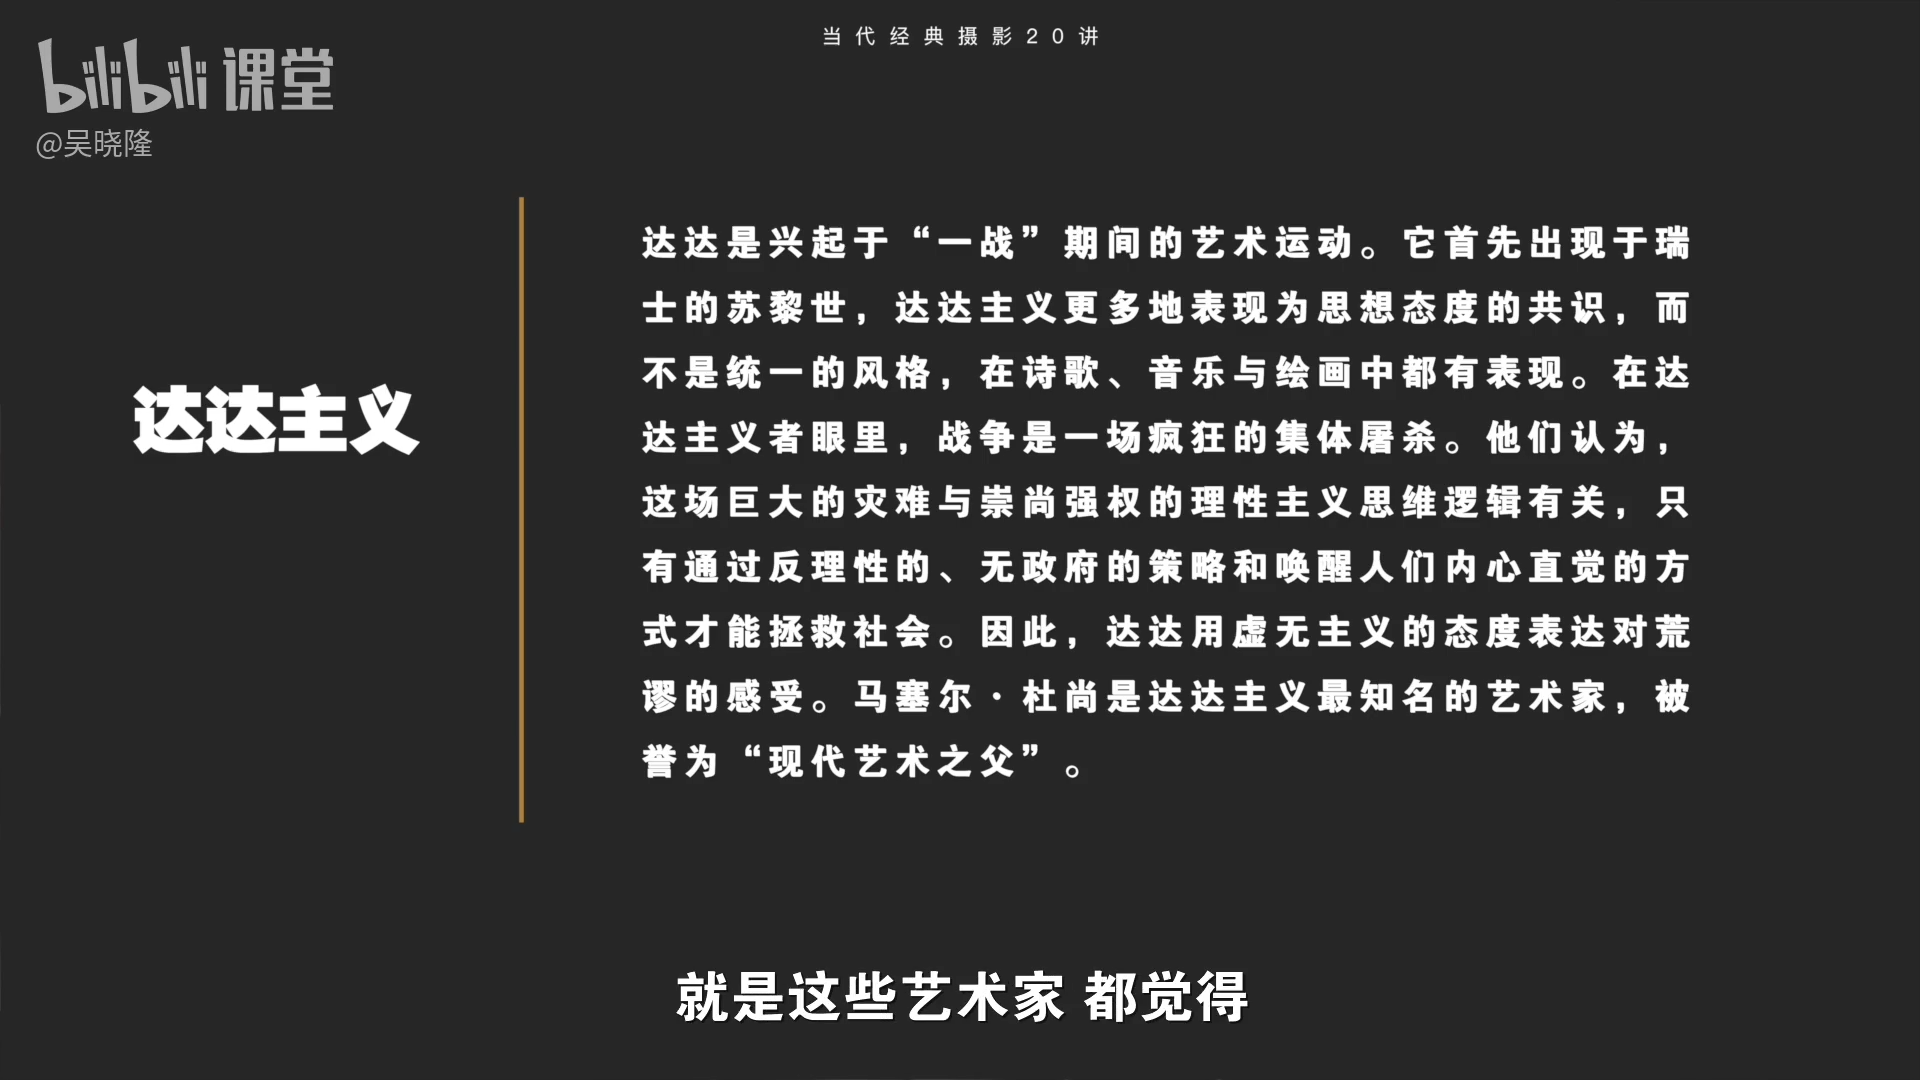 当代经典摄影20讲
bilibili课堂
@吴晓隆
达达主义
达达是兴起于“一战”期间的艺术运动。它首先出现于瑞
士的苏黎世，达达主义更多地表现为思想态度的共识，而
不是统一的风格，在诗歌、音乐与绘画中都有表现。在达
达主义者眼里，战争是一场疯狂的集体屠杀。他们认为，
这场巨大的灾难与崇尚强权的理性主义思维逻辑有关，只
有通过反理性的、无政府的策略和唤醒人们内心直觉的方
式才能拯救社会。因此，达达用虚无主义的态度表达对荒
谬的感受。马塞尔·杜尚是达达主义最知名的艺术家，被
誉为“现代艺术之父”。
就是这些艺术家 都觉得